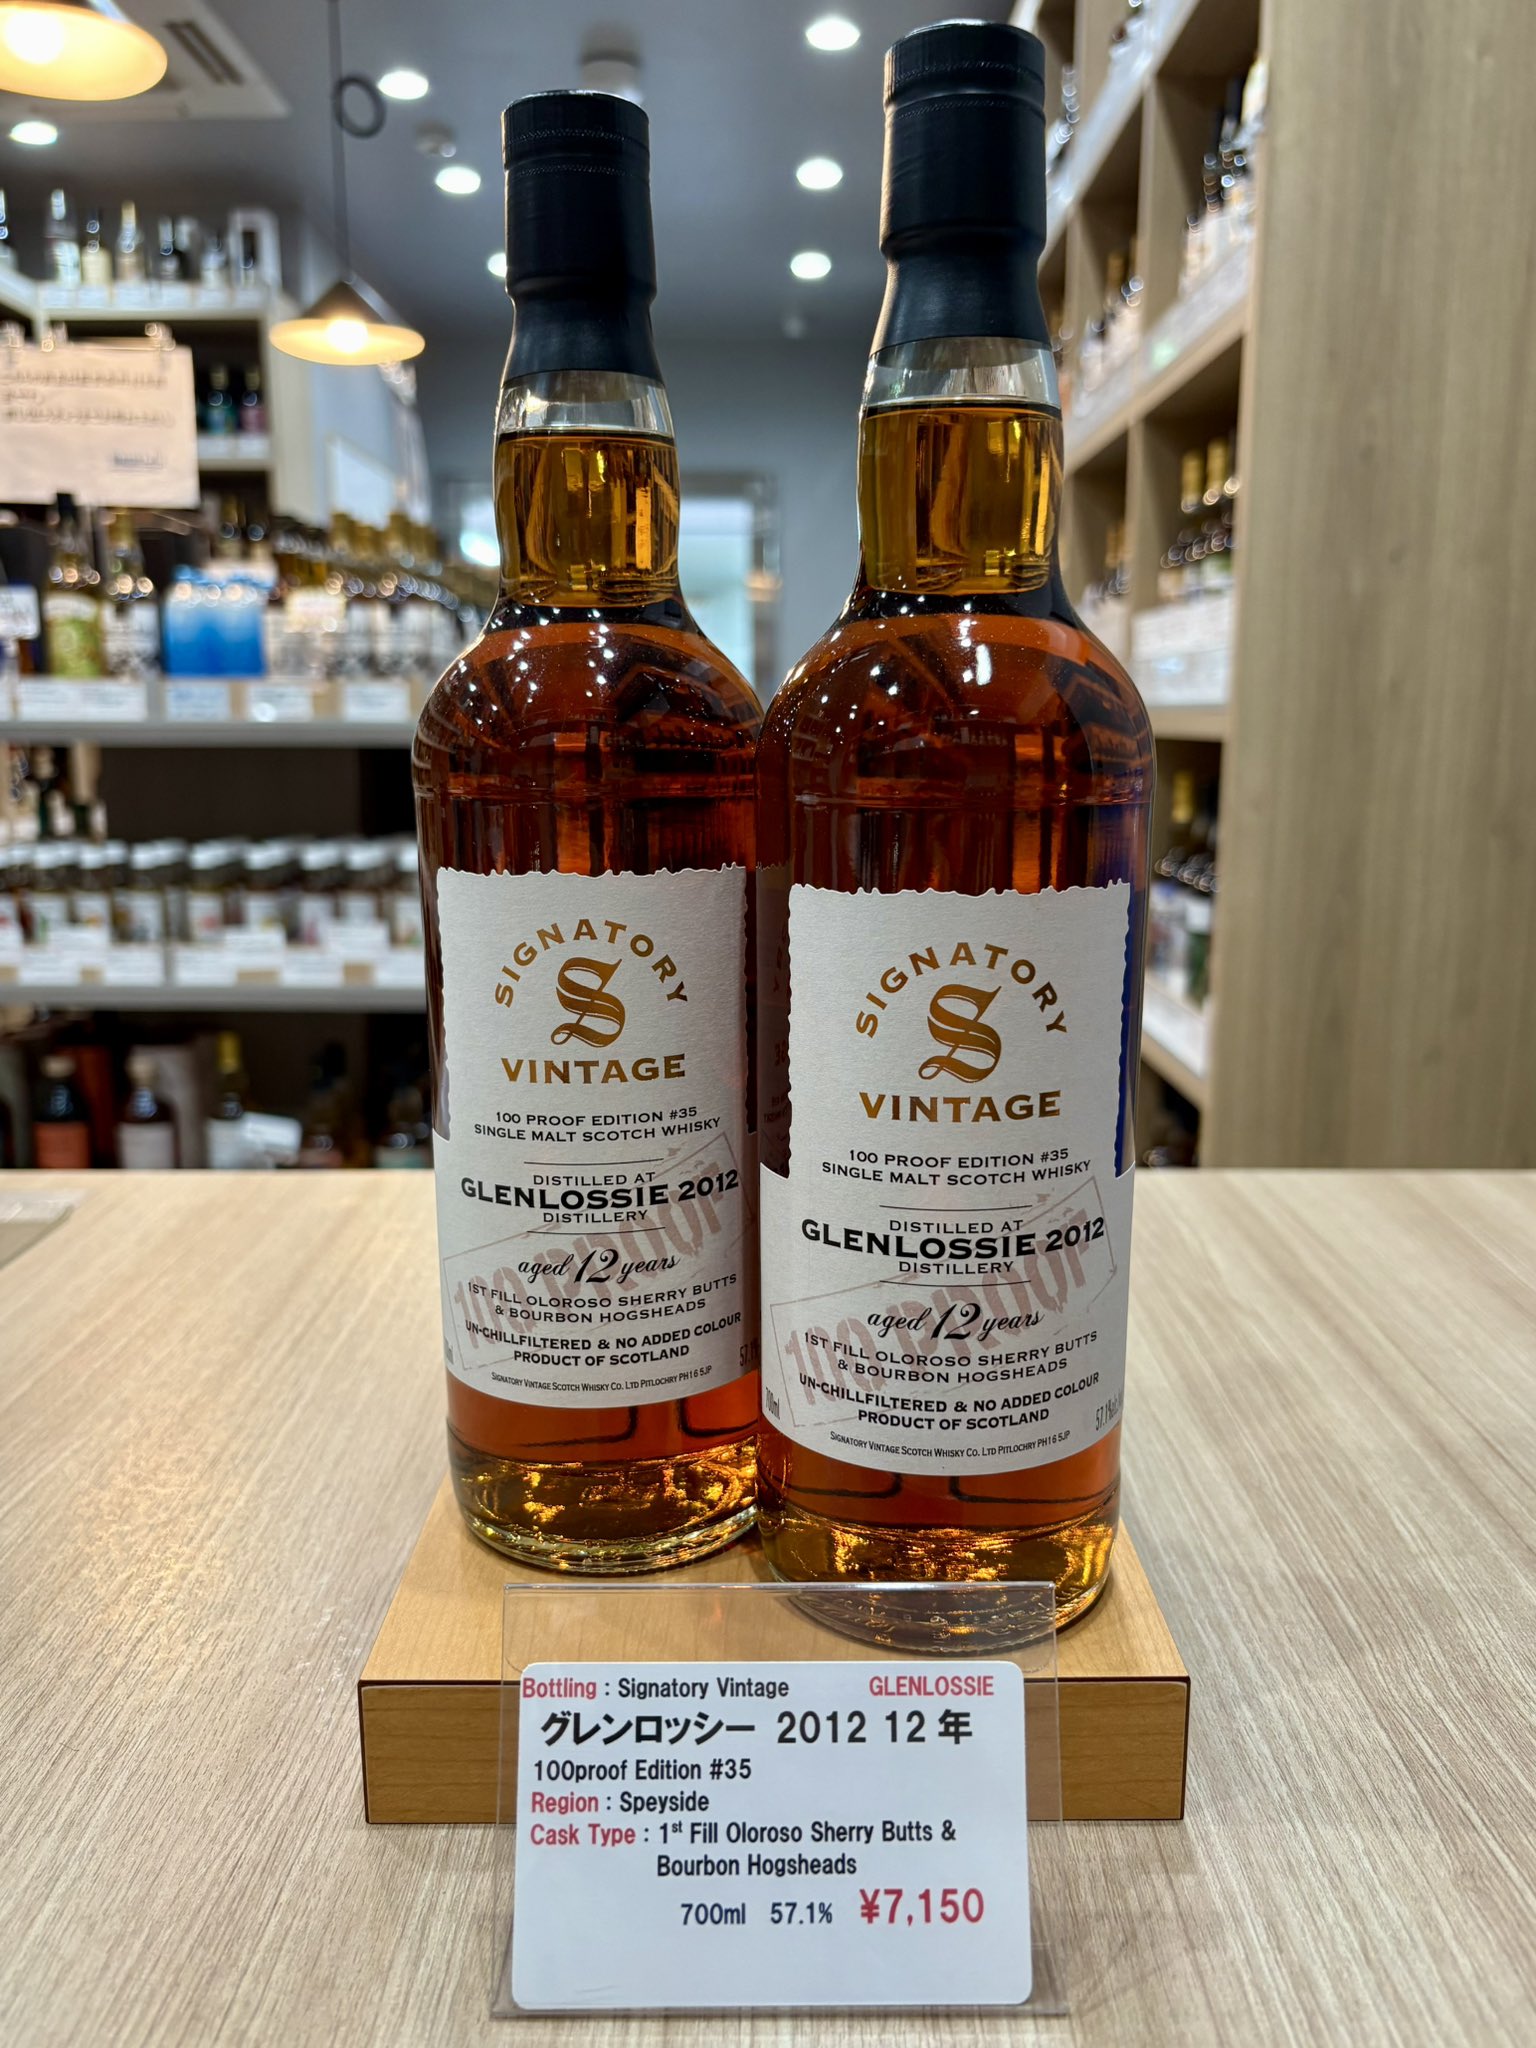 SIGNATORY
S
VINTAGE
100 PROOF EDITION #35
SINGLE MALT SCOTCH WHISKY
DISTILLED AT
GLENLOSSIE 2012
DISTILLERY
100 PROOF
aged 12 years
1ST FILL OLOROSO SHERRY BUTTS
& BOURBON HOGSHEADS
UN-CHILLFILTERED & NO ADDED COLOUR
PRODUCT OF SCOTLAND
SIGNATORY VINTAGE SCOTCH WHISKY CO. LTD PITLOCHRY PH16 5JP
SIGNATORY
S
VINTAGE
100 PROOF EDITION #35
SINGLE MALT SCOTCH WHISKY
DISTILLED AT
GLENLOSSIE 2012
DISTILLERY
100 PROOF
aged 12 years
1ST FILL OLOROSO SHERRY BUTTS
& BOURBON HOGSHEADS
UN-CHILLFILTERED & NO ADDED COLOUR
700ml PRODUCT OF SCOTLAND 57.1%
SIGNATORY VINTAGE SCOTCH WHISKY CO. LTD PITLOCHRY PH16 5JP
Bottling : Signatory Vintage GLENLOSSIE
グレンロッシー 2012 12 年
100proof Edition #35
Region : Speyside
Cask Type : 1st Fill Oloroso Sherry Butts &
Bourbon Hogsheads
700ml 57.1% ¥7,150